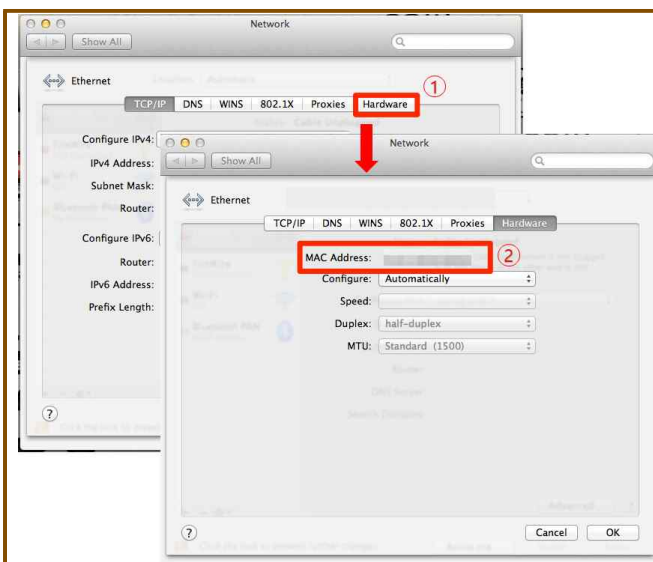 Network
Show All
Ethernet
TCP/IP DNS WINS 802.1X Proxies Hardware
①
Configure IPv4:
IPv4 Address:
Subnet Mask:
Router:
Configure IPv6:
Router:
IPv6 Address:
Prefix Length:
?
Network
Show All
Ethernet
TCP/IP DNS WINS 802.1X Proxies Hardware
MAC Address:
②
Configure: Automatically
Speed:
Duplex: half-duplex
MTU: Standard (1500)
?
Cancel OK